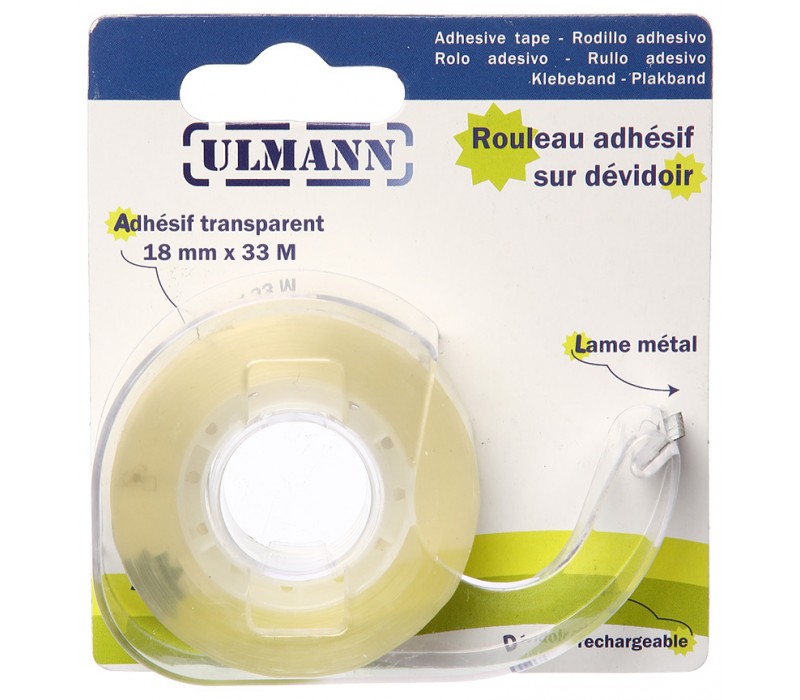 Adhesive tape - Rodillo adhesivo
Rolo adesivo - Rullo adesivo
Klebeband - Plakband
ULMANN
Rouleau adhésif
sur dévidoir
Adhésif transparent
18 mm x 33 M
33 M
Lame métal
rechargeable